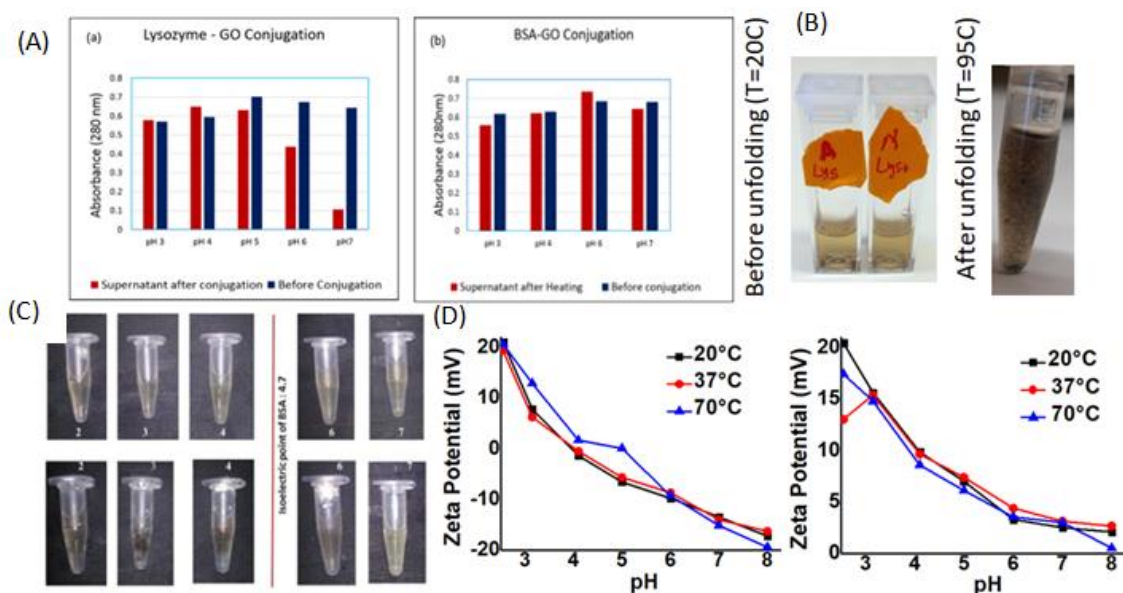 (A)
(a)
Lysozyme - GO Conjugation
Absorbance (280 nm)
0.8
0.7
0.6
0.5
0.4
0.3
0.2
0.1
0
pH 3
pH 4
pH 5
pH 6
pH7
Supernatant after conjugation
Before Conjugation
(b)
BSA-GO Conjugation
Absorbance (280nm)
0.8
0.7
0.6
0.5
0.4
0.3
0.2
0.1
0
pH 3
pH 4
pH 6
pH 7
Supernatant after Heating
Before conjugation
(B)
Before unfolding (T=20C)
A
Lys
N
Lyso
After unfolding (T=95C)
(C)
2
3
4
6
7
Isoelectric point of BSA : 4.7
2
3
4
6
7
(D)
Zeta Potential (mV)
20
10
0
-10
-20
3 4 5 6 7 8
pH
20°C
37°C
70°C
Zeta Potential (mV)
20
15
10
5
0
3 4 5 6 7 8
pH
20°C
37°C
70°C